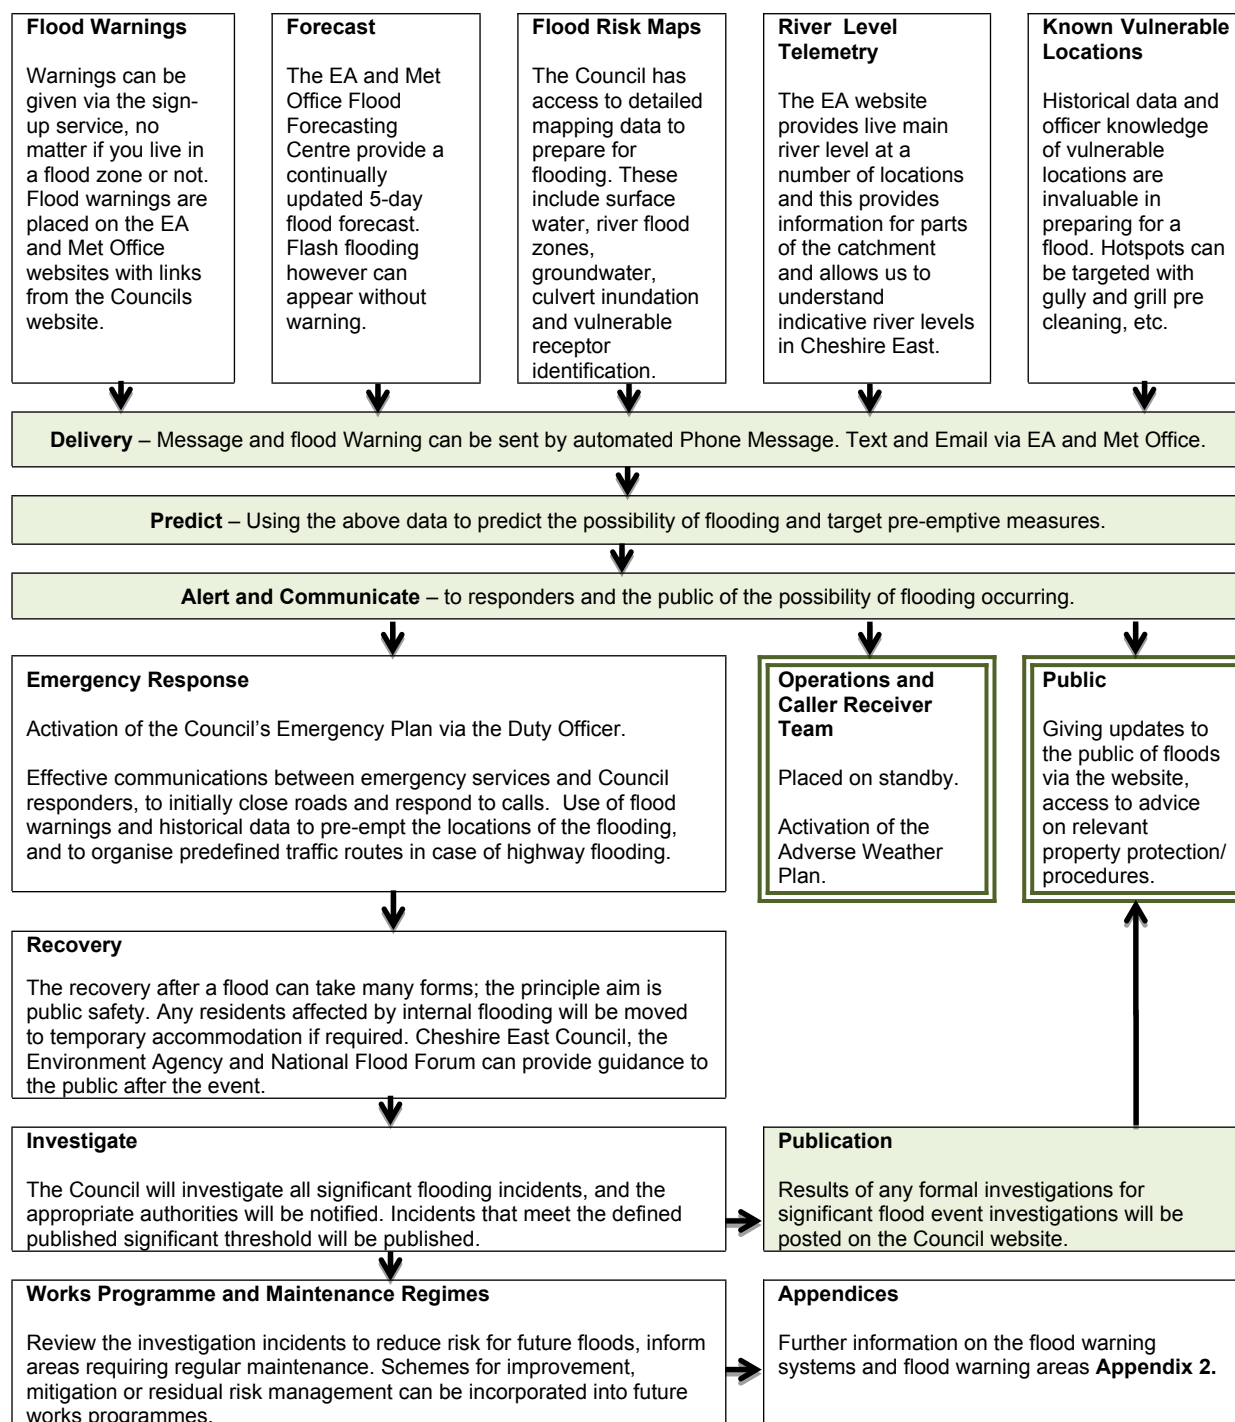 Flood Warnings
Warnings can be
given via the sign-
up service, no
matter if you live in
a flood zone or not.
Flood warnings are
placed on the EA
and Met Office
websites with links
from the Councils
website.
Forecast
The EA and Met
Office Flood
Forecasting
Centre provide a
continually
updated 5-day
flood forecast.
Flash flooding
however can
appear without
warning.
Flood Risk Maps
The Council has
access to detailed
mapping data to
prepare for
flooding. These
include surface
water, river flood
zones,
groundwater,
culvert inundation
and vulnerable
receptor
identification.
River Level
Telemetry
The EA website
provides live main
river level at a
number of locations
and this provides
information for parts
of the catchment
and allows us to
understand
indicative river levels
in Cheshire East.
Known Vulnerable
Locations
Historical data and
officer knowledge
of vulnerable
locations are
invaluable in
preparing for a
flood. Hotspots can
be targeted with
gully and grill pre
cleaning, etc.
Delivery – Message and flood Warning can be sent by automated Phone Message. Text and Email via EA and Met Office.
Predict – Using the above data to predict the possibility of flooding and target pre-emptive measures.
Alert and Communicate – to responders and the public of the possibility of flooding occurring.
Emergency Response
Activation of the Council’s Emergency Plan via the Duty Officer.
Effective communications between emergency services and Council
responders, to initially close roads and respond to calls. Use of flood
warnings and historical data to pre-empt the locations of the flooding,
and to organise predefined traffic routes in case of highway flooding.
Operations and
Caller Receiver
Team
Placed on standby.
Activation of the
Adverse Weather
Plan.
Public
Giving updates to
the public of floods
via the website,
access to advice
on relevant
property protection/
procedures.
Recovery
The recovery after a flood can take many forms; the principle aim is
public safety. Any residents affected by internal flooding will be moved
to temporary accommodation if required. Cheshire East Council, the
Environment Agency and National Flood Forum can provide guidance to
the public after the event.
Investigate
The Council will investigate all significant flooding incidents, and the
appropriate authorities will be notified. Incidents that meet the defined
published significant threshold will be published.
Publication
Results of any formal investigations for
significant flood event investigations will be
posted on the Council website.
Works Programme and Maintenance Regimes
Review the investigation incidents to reduce risk for future floods, inform
areas requiring regular maintenance. Schemes for improvement,
mitigation or residual risk management can be incorporated into future
works programmes.
Appendices
Further information on the flood warning
systems and flood warning areas Appendix 2.